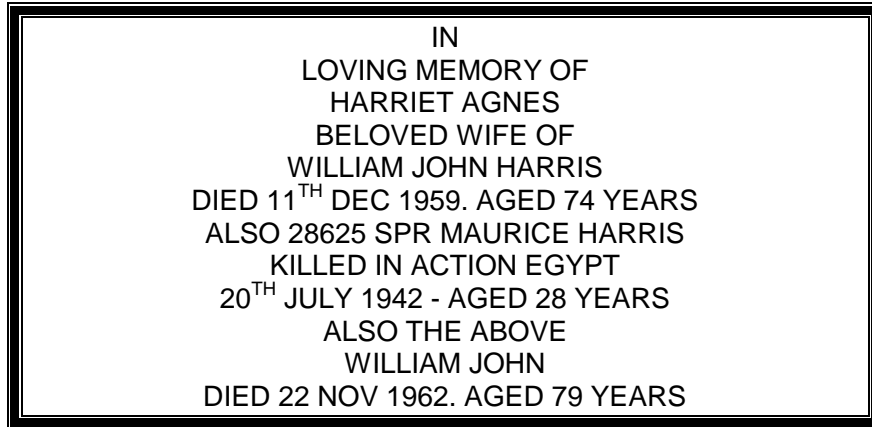 IN
LOVING MEMORY OF
HARRIET AGNES
BELOVED WIFE OF
WILLIAM JOHN HARRIS
DIED 11TH DEC 1959. AGED 74 YEARS
ALSO 28625 SPR MAURICE HARRIS
KILLED IN ACTION EGYPT
20TH JULY 1942 - AGED 28 YEARS
ALSO THE ABOVE
WILLIAM JOHN
DIED 22 NOV 1962. AGED 79 YEARS